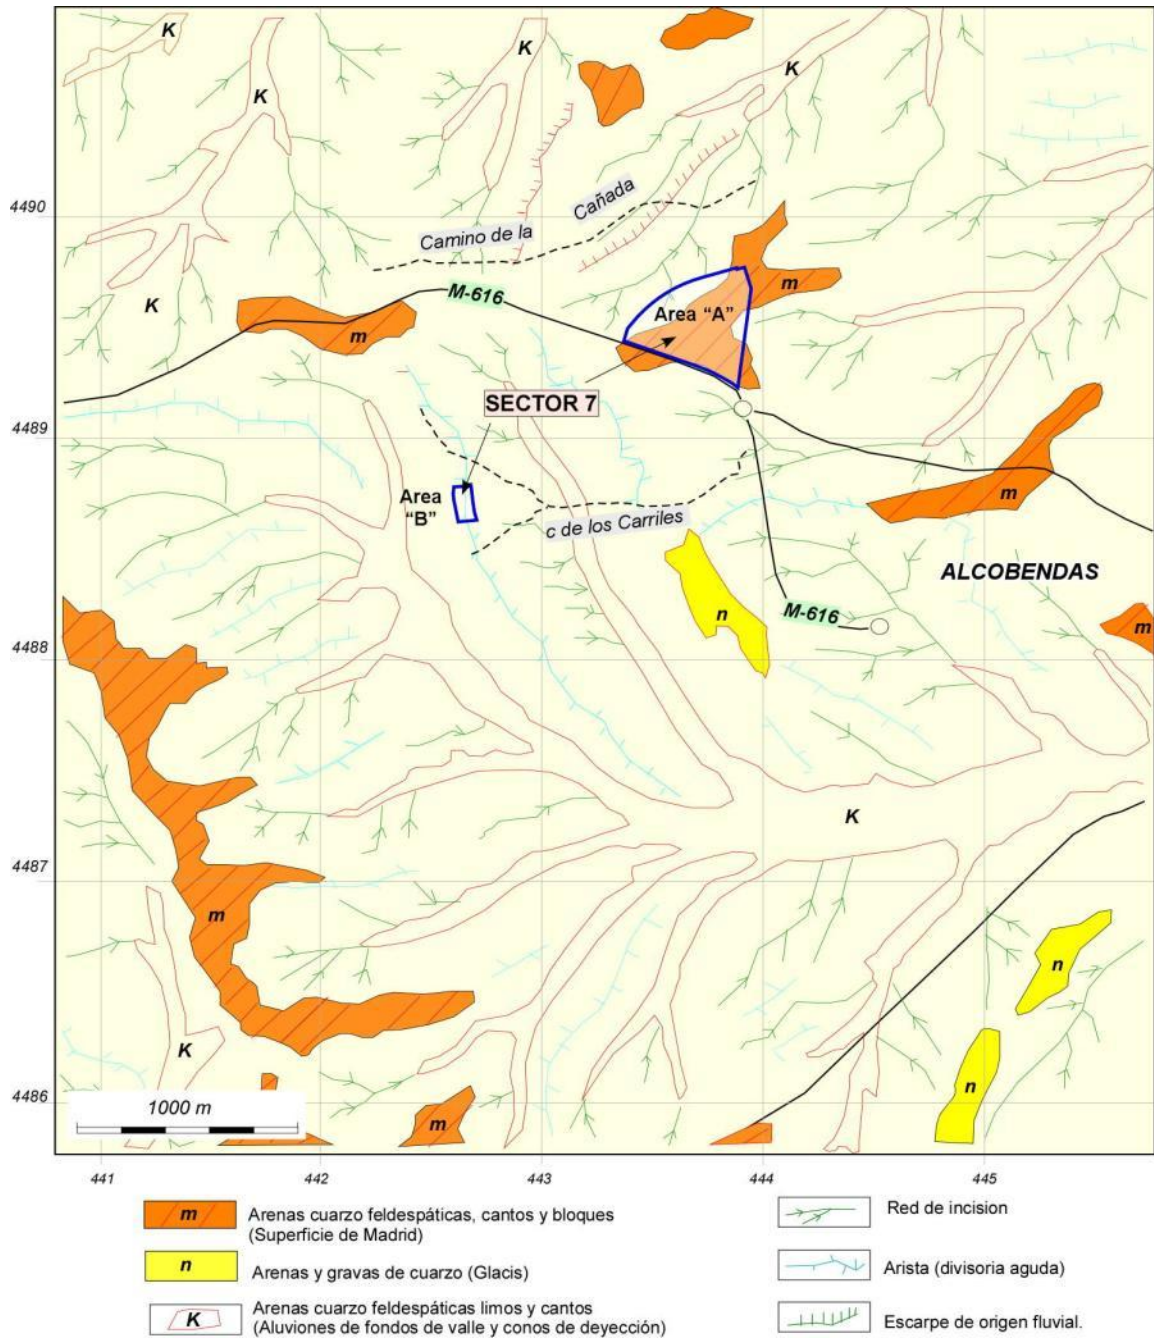 K
K
K
K
4490
Cañada
Camino de la
M-616
K
m
Area "A"
m
SECTOR 7
4489
Area
"B"
m
c de los Carriles
ALCOBENDAS
n
M-616
m
4488
K
4487
m
n
K
n
4486
1000 m
m
441
442
443
444
445
m
Arenas cuarzo feldespáticas, cantos y bloques
(Superficie de Madrid)
n
Arenas y gravas de cuarzo (Glacis)
K
Arenas cuarzo feldespáticas limos y cantos
(Aluviones de fondos de valle y conos de deyección)
Red de incision
Arista (divisoria aguda)
Escarpe de origen fluvial.